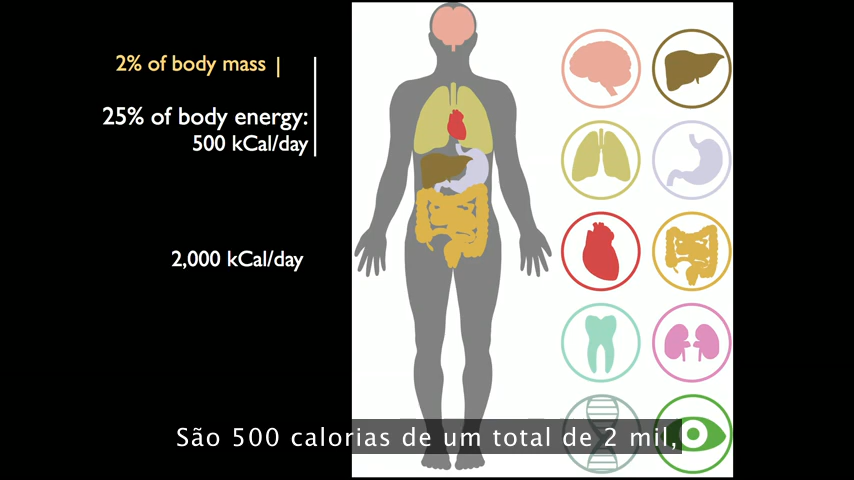 2% of body mass
25% of body energy:
500 kCal/day
2,000 kCal/day
São 500 calorias de um total de 2 mil,